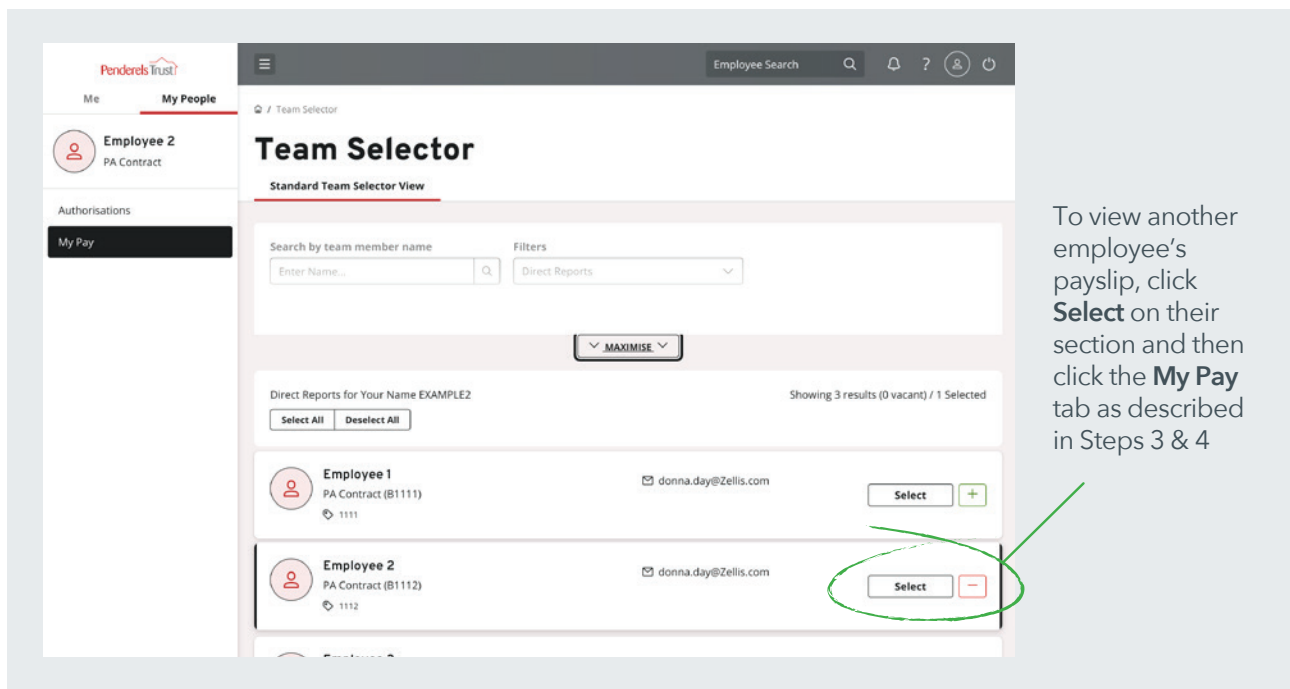 Penderels Trust
Me
My People
Employee 2
PA Contract
Authorisations
My Pay
Employee Search
?
/ Team Selector
Team Selector
Standard Team Selector View
Search by team member name
Filters
Enter Name...
Direct Reports
MAXIMISE
Direct Reports for Your Name EXAMPLE2
Showing 3 results (0 vacant) / 1 Selected
Select All
Deselect All
Employee 1
PA Contract (B1111)
1111
donna.day@Zellis.com
Select
+
Employee 2
PA Contract (B1112)
1112
donna.day@Zellis.com
Select
−
To view another
employee’s
payslip, click
Select on their
section and then
click the My Pay
tab as described
in Steps 3 & 4